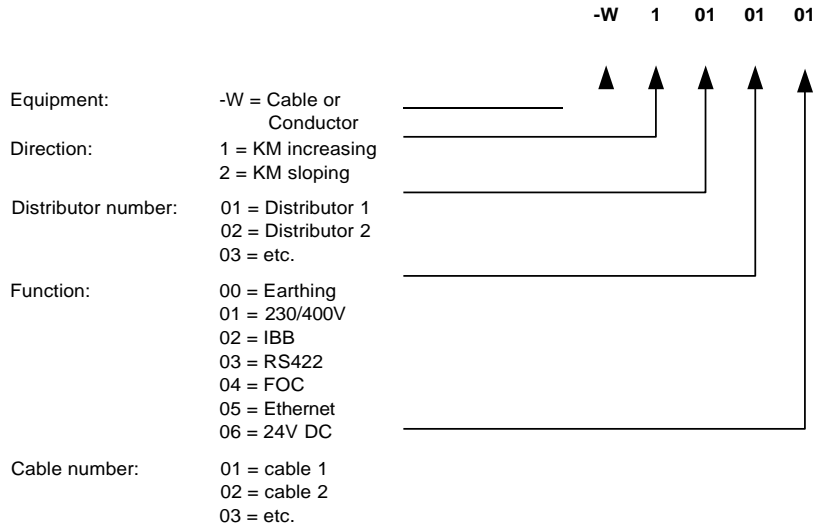 -W 1 01 01 01
Equipment: -W = Cable or
Conductor
Direction: 1 = KM increasing
2 = KM sloping
Distributor number: 01 = Distributor 1
02 = Distributor 2
03 = etc.
Function: 00 = Earthing
01 = 230/400V
02 = IBB
03 = RS422
04 = FOC
05 = Ethernet
06 = 24V DC
Cable number: 01 = cable 1
02 = cable 2
03 = etc.